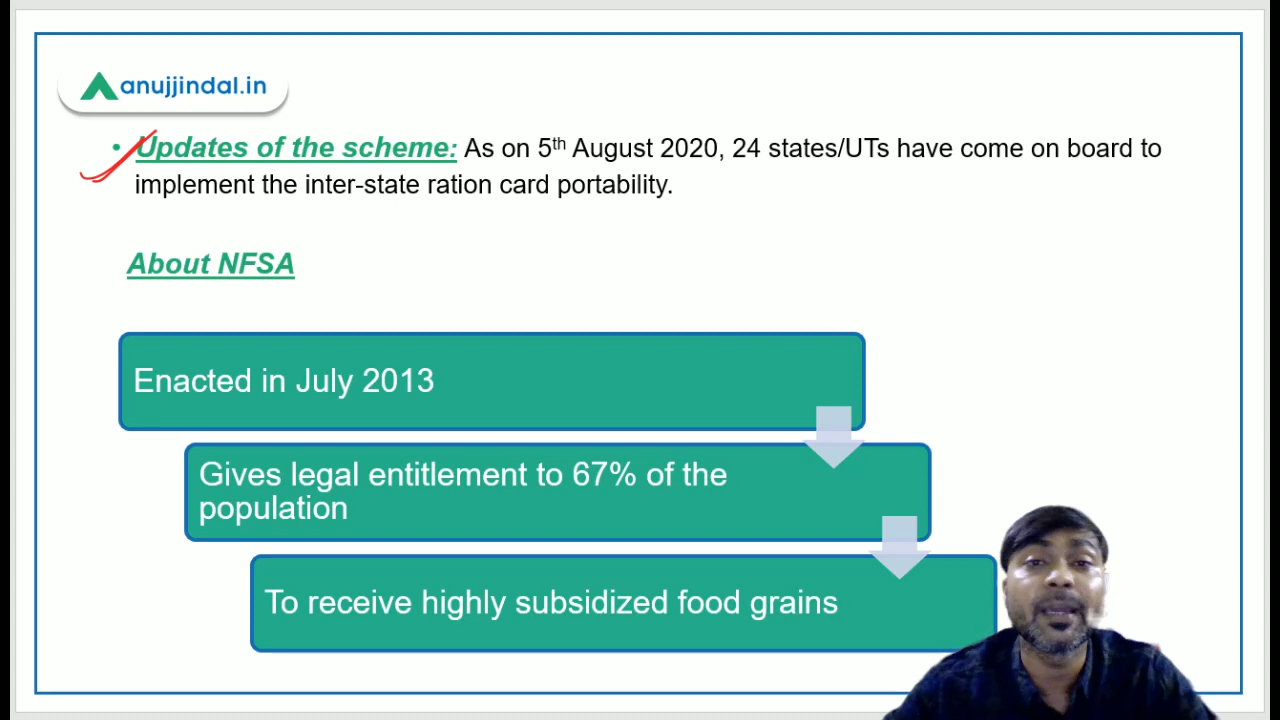 anujjindal.in
• Updates of the scheme: As on 5th August 2020, 24 states/UTs have come on board to
implement the inter-state ration card portability.
About NFSA
Enacted in July 2013
Gives legal entitlement to 67% of the
population
To receive highly subsidized food grains